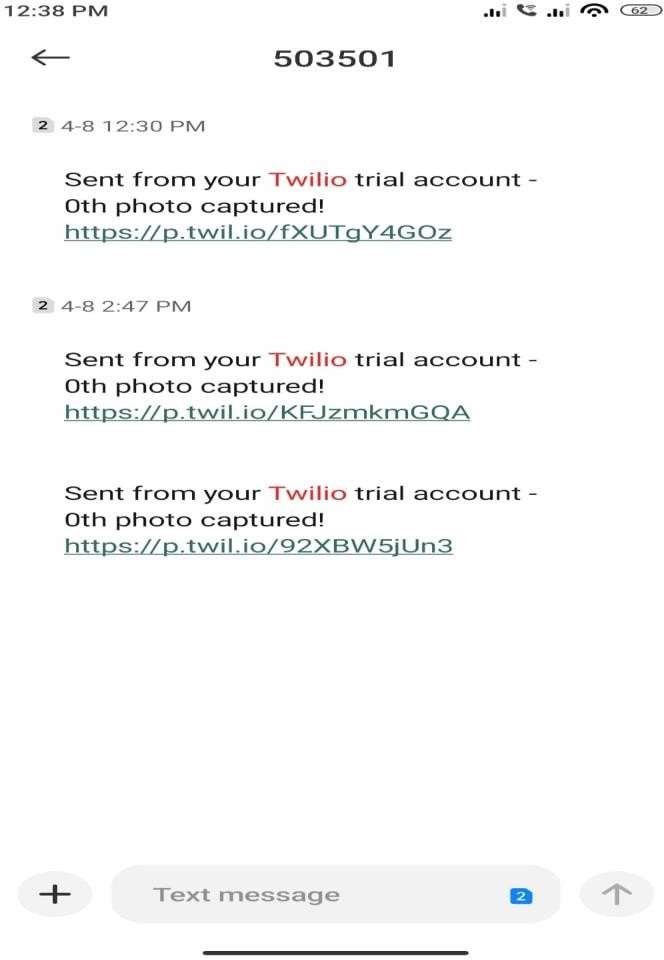 12:38 PM
62
503501
2 4-8 12:30 PM
Sent from your Twilio trial account -
0th photo captured!
https://p.twil.io/fXUTgY4GOz
2 4-8 2:47 PM
Sent from your Twilio trial account -
0th photo captured!
https://p.twil.io/KFJzmkmGQA
Sent from your Twilio trial account -
0th photo captured!
https://p.twil.io/92XBW5jUn3
Text message
2